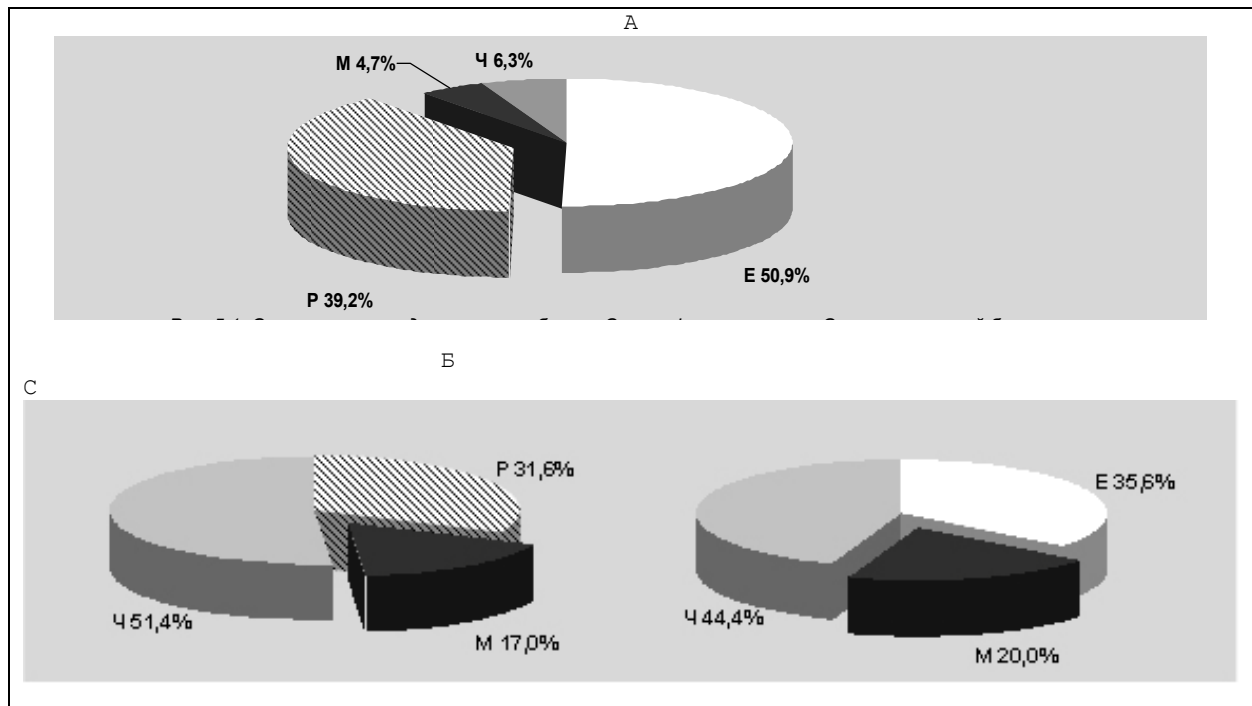 А
М 4,7%
Ч 6,3%
Р 39,2%
Е 50,9%
Б
С
Р 31,6%
Ч 51,4%
М 17,0%
Е 35,6%
Ч 44,4%
М 20,0%